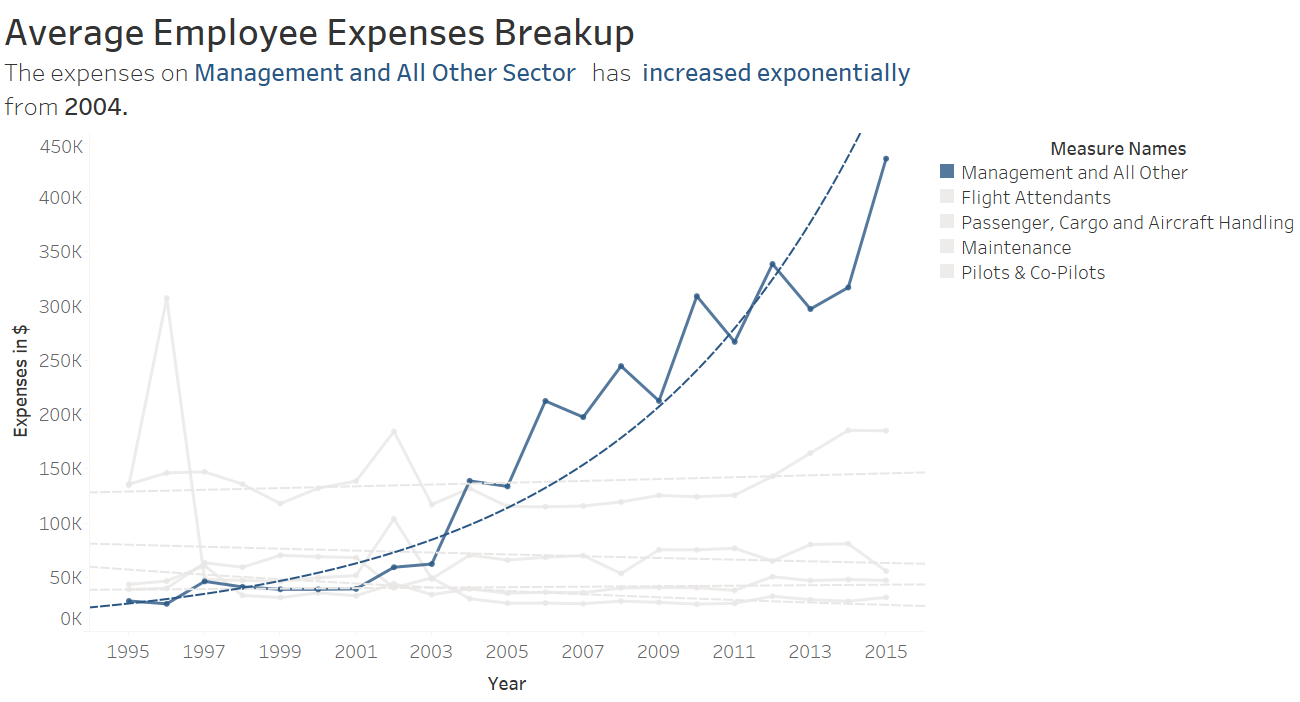 Average Employee Expenses Breakup
The expenses on Management and All Other Sector has increased exponentially
from 2004.
450K
400K
350K
300K
250K
200K
150K
100K
50K
0K
Expenses in $
1995 1997 1999 2001 2003 2005 2007 2009 2011 2013 2015
Year
Measure Names
Management and All Other
Flight Attendants
Passenger, Cargo and Aircraft Handling
Maintenance
Pilots & Co-Pilots